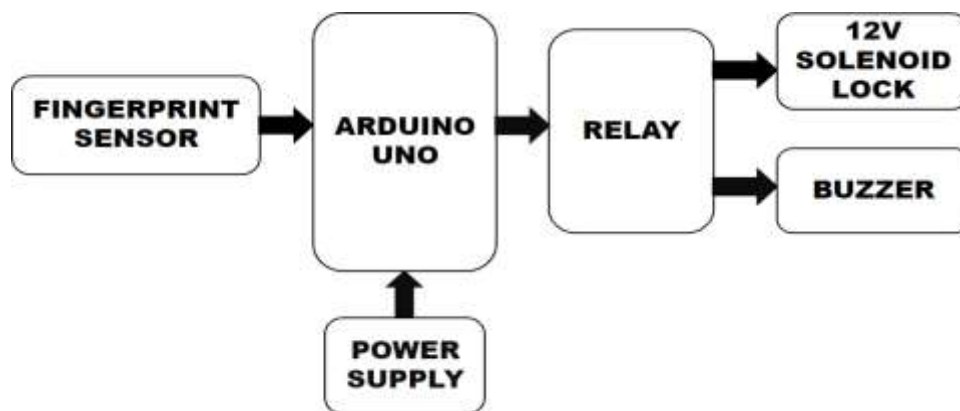 FINGERPRINT
SENSOR
ARDUINO
UNO
RELAY
12V
SOLENOID
LOCK
BUZZER
POWER
SUPPLY